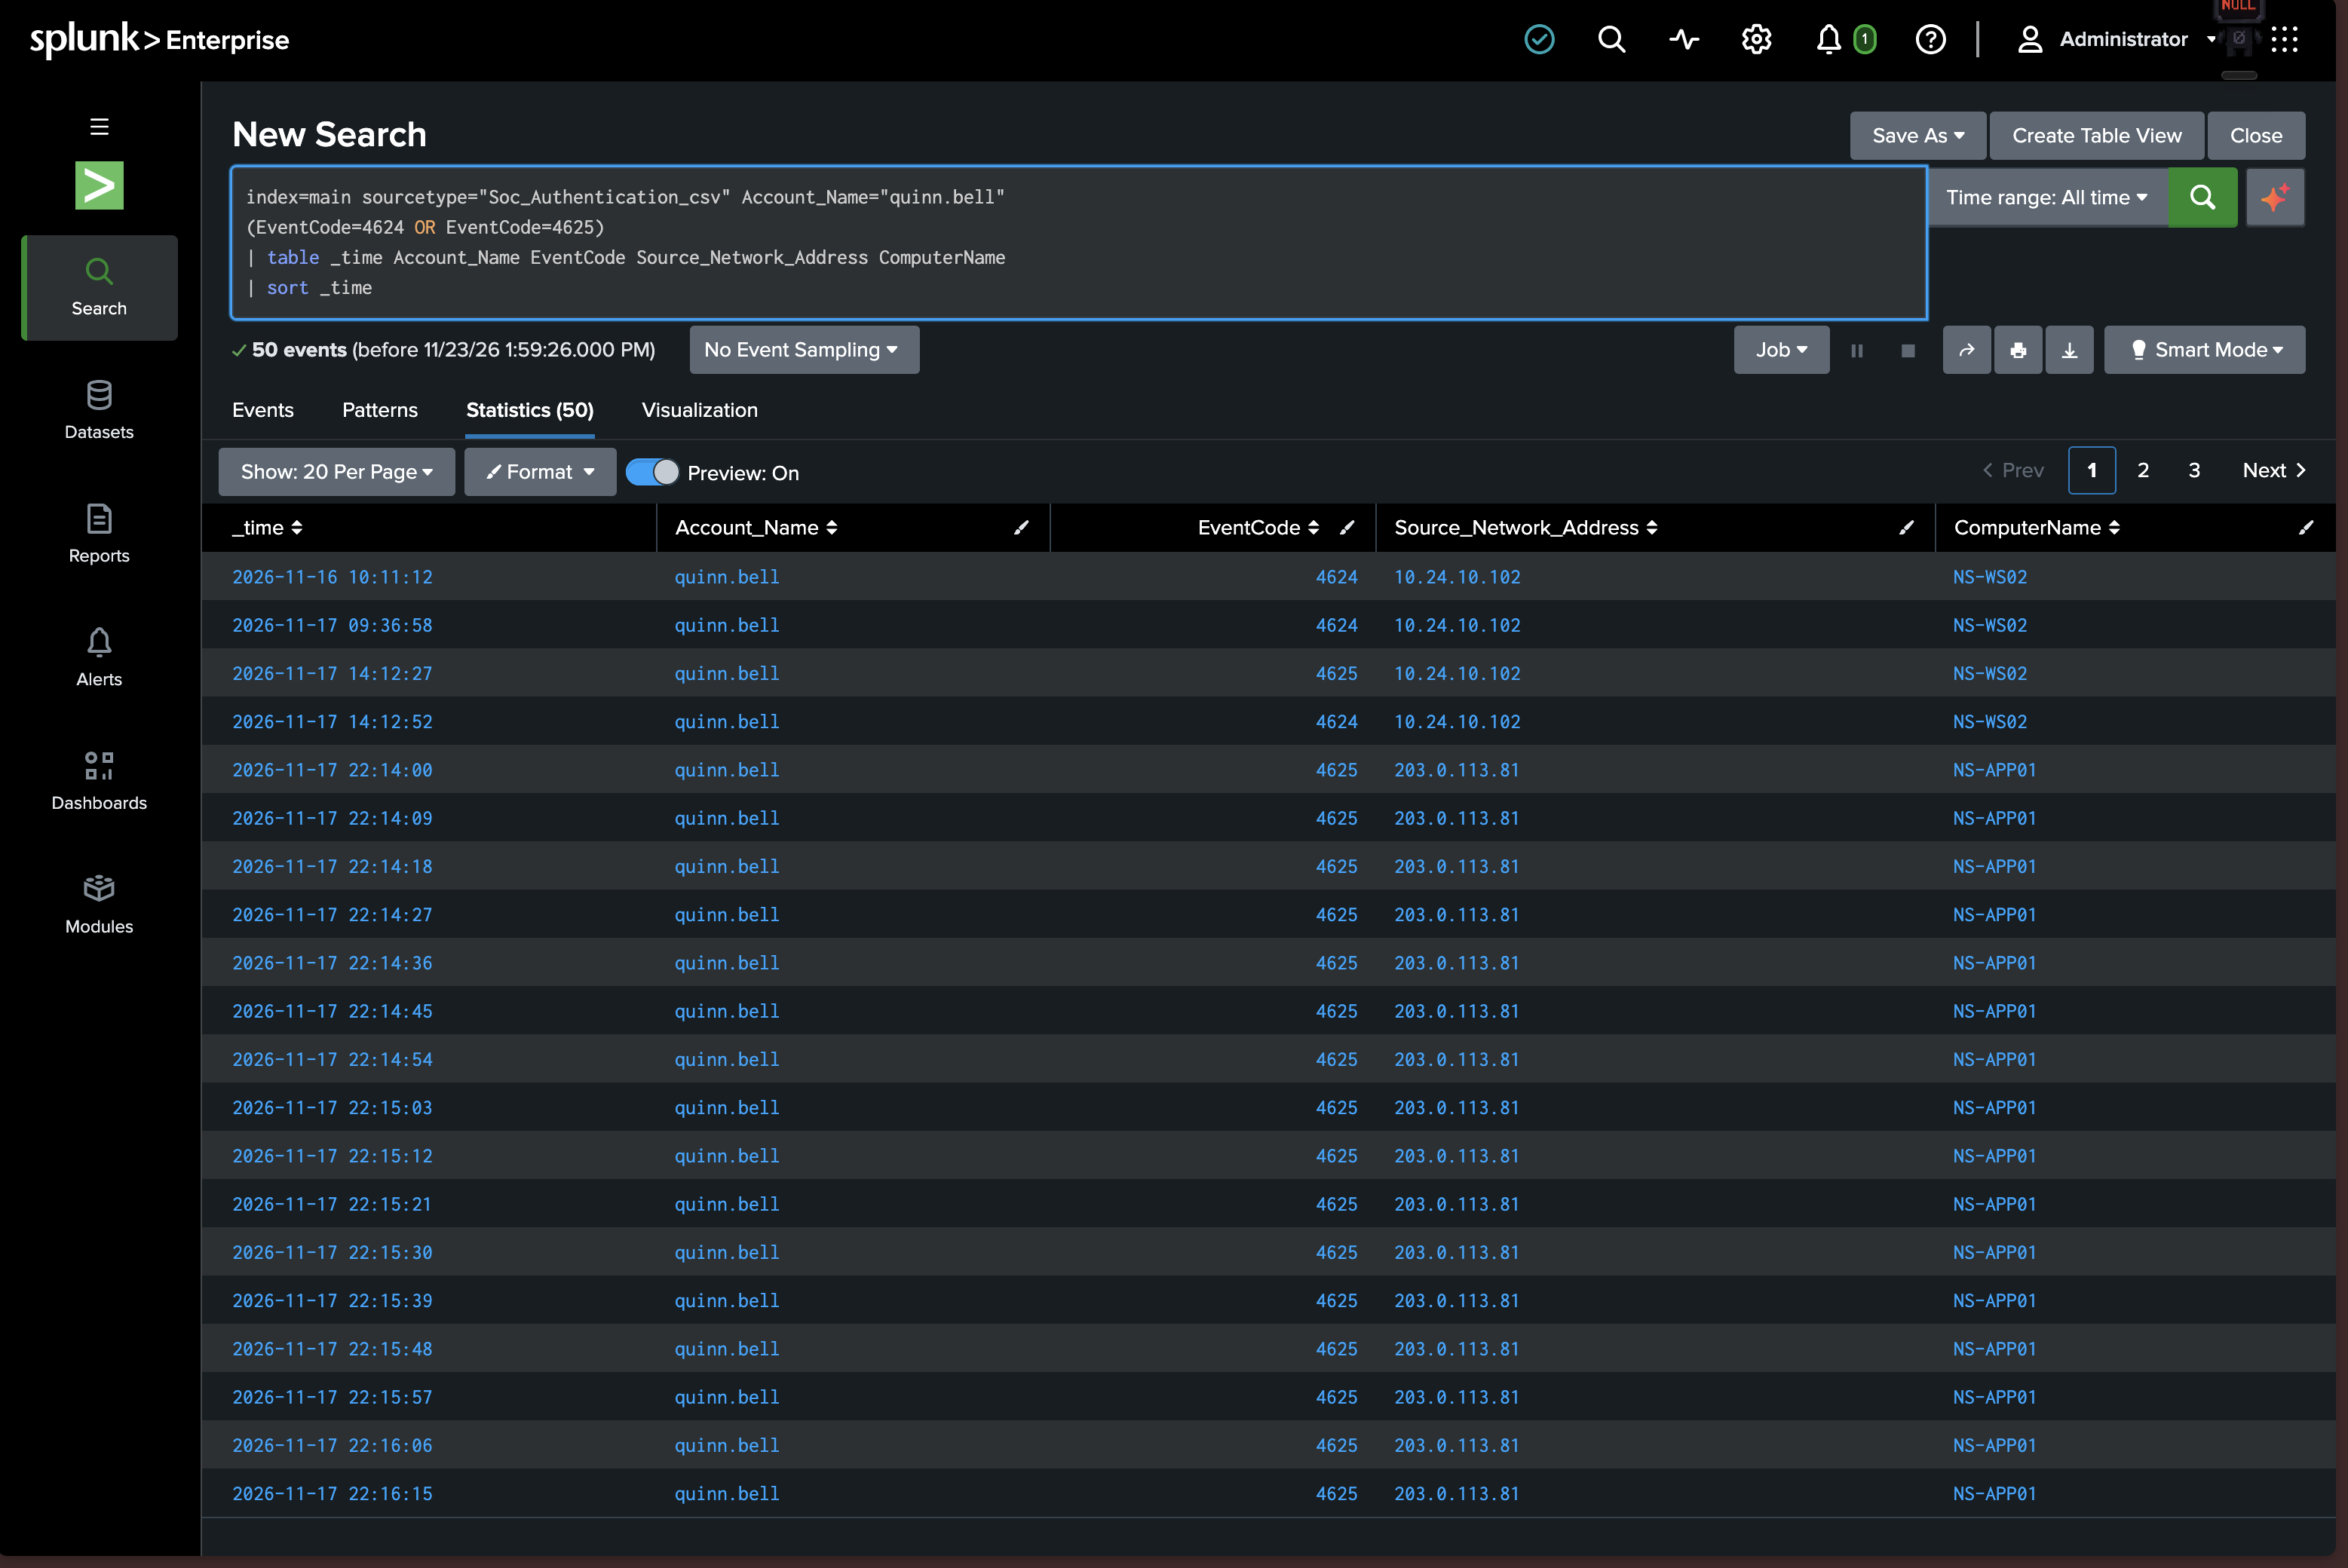 NULL
splunk> Enterprise
1
Administrator
New Search
Save As
Create Table View
Close
index=main sourcetype="Soc_Authentication_csv" Account_Name="quinn.bell"
(EventCode=4624 OR EventCode=4625)
| table _time Account_Name EventCode Source_Network_Address ComputerName
| sort _time
Time range: All time
Search
Datasets
Reports
Alerts
Dashboards
Modules
50 events (before 11/23/26 1:59:26.000 PM)
No Event Sampling
Job
Smart Mode
Events
Patterns
Statistics (50)
Visualization
Show: 20 Per Page
Format
Preview: On
< Prev 1 2 3 Next >
_time Account_Name EventCode Source_Network_Address ComputerName
2026-11-16 10:11:12 quinn.bell 4624 10.24.10.102 NS-WS02
2026-11-17 09:36:58 quinn.bell 4624 10.24.10.102 NS-WS02
2026-11-17 14:12:27 quinn.bell 4625 10.24.10.102 NS-WS02
2026-11-17 14:12:52 quinn.bell 4624 10.24.10.102 NS-WS02
2026-11-17 22:14:00 quinn.bell 4625 203.0.113.81 NS-APP01
2026-11-17 22:14:09 quinn.bell 4625 203.0.113.81 NS-APP01
2026-11-17 22:14:18 quinn.bell 4625 203.0.113.81 NS-APP01
2026-11-17 22:14:27 quinn.bell 4625 203.0.113.81 NS-APP01
2026-11-17 22:14:36 quinn.bell 4625 203.0.113.81 NS-APP01
2026-11-17 22:14:45 quinn.bell 4625 203.0.113.81 NS-APP01
2026-11-17 22:14:54 quinn.bell 4625 203.0.113.81 NS-APP01
2026-11-17 22:15:03 quinn.bell 4625 203.0.113.81 NS-APP01
2026-11-17 22:15:12 quinn.bell 4625 203.0.113.81 NS-APP01
2026-11-17 22:15:21 quinn.bell 4625 203.0.113.81 NS-APP01
2026-11-17 22:15:30 quinn.bell 4625 203.0.113.81 NS-APP01
2026-11-17 22:15:39 quinn.bell 4625 203.0.113.81 NS-APP01
2026-11-17 22:15:48 quinn.bell 4625 203.0.113.81 NS-APP01
2026-11-17 22:15:57 quinn.bell 4625 203.0.113.81 NS-APP01
2026-11-17 22:16:06 quinn.bell 4625 203.0.113.81 NS-APP01
2026-11-17 22:16:15 quinn.bell 4625 203.0.113.81 NS-APP01